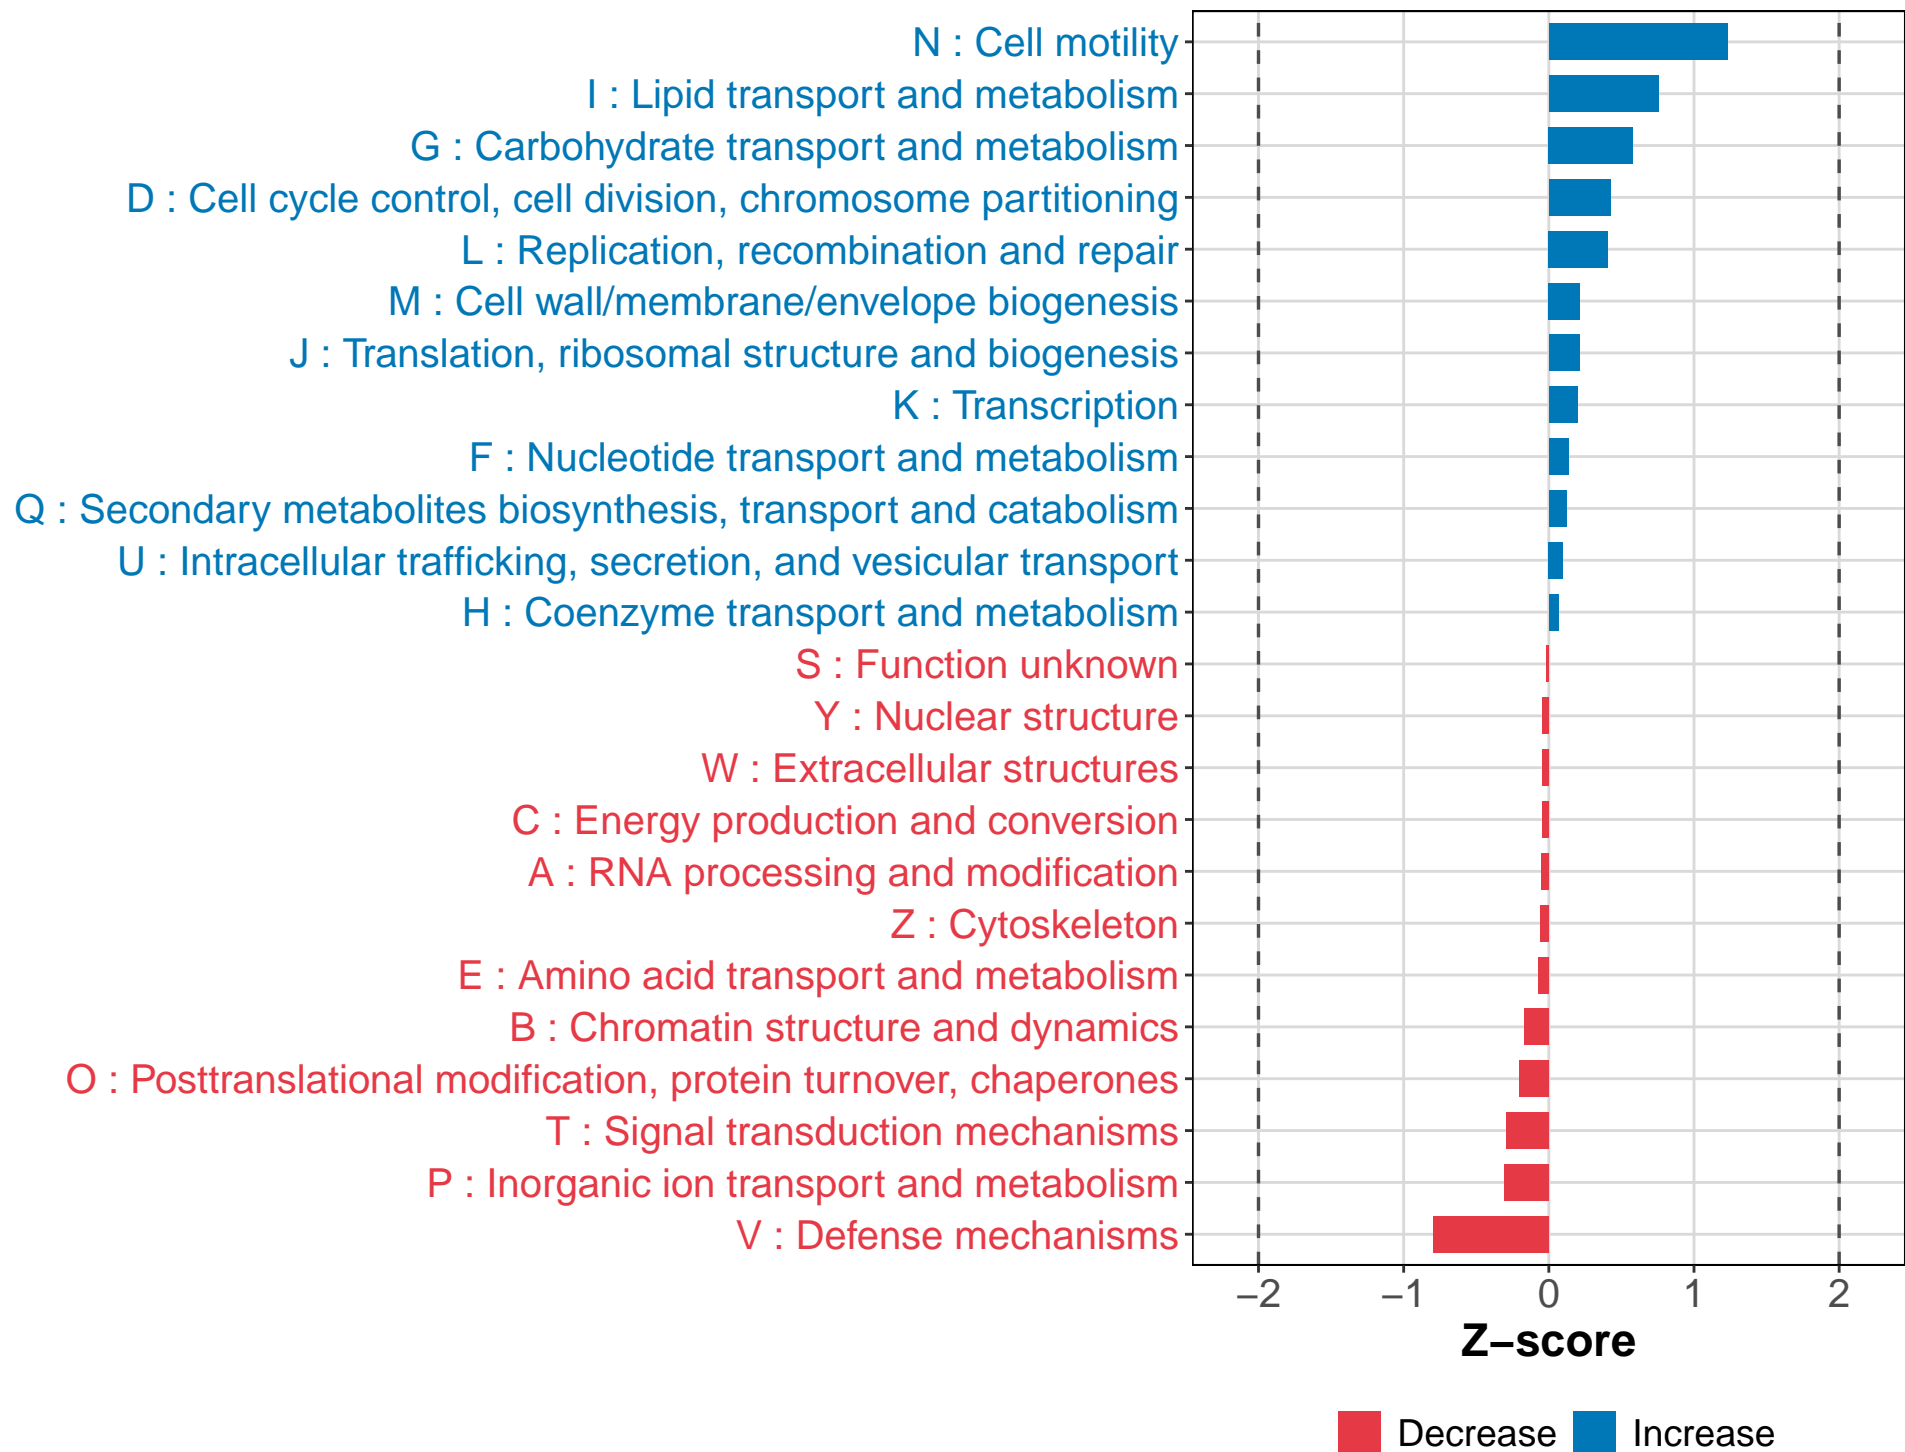 N : Cell motility
I : Lipid transport and metabolism
G : Carbohydrate transport and metabolism
D : Cell cycle control, cell division, chromosome partitioning
L : Replication, recombination and repair
M : Cell wall/membrane/envelope biogenesis
J : Translation, ribosomal structure and biogenesis
K : Transcription
F : Nucleotide transport and metabolism
Q : Secondary metabolites biosynthesis, transport and catabolism
U : Intracellular trafficking, secretion, and vesicular transport
H : Coenzyme transport and metabolism
S : Function unknown
Y : Nuclear structure
W : Extracellular structures
C : Energy production and conversion
A : RNA processing and modification
Z : Cytoskeleton
E : Amino acid transport and metabolism
B : Chromatin structure and dynamics
O : Posttranslational modification, protein turnover, chaperones
T : Signal transduction mechanisms
P : Inorganic ion transport and metabolism
V : Defense mechanisms
−2 −1 0 1 2
Z−score
Decrease Increase